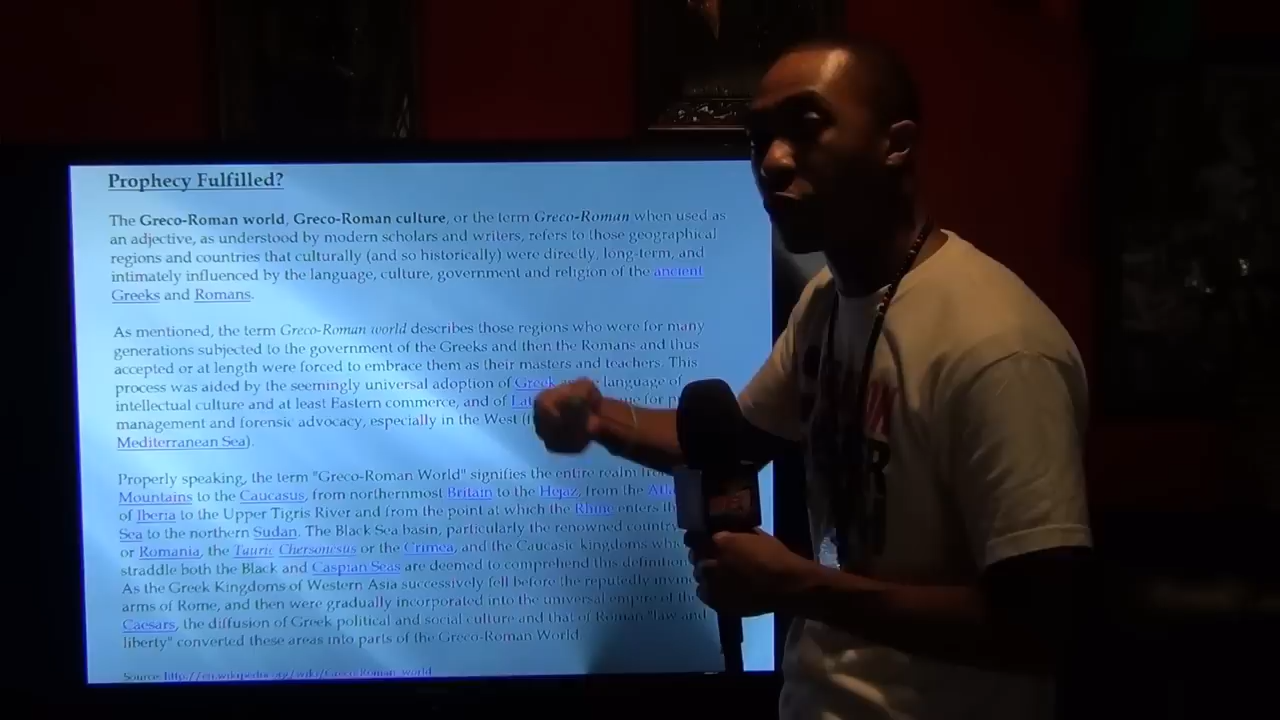 Prophecy Fulfilled?
The Greco-Roman world, Greco-Roman culture, or the term Greco-Roman when used as
an adjective, as understood by modern scholars and writers, refers to those geographical
regions and countries that culturally (and so historically) were directly, long-term, and
intimately influenced by the language, culture, government and religion of the ancient
Greeks and Romans.
As mentioned, the term Greco-Roman world describes those regions who were for many
generations subjected to the government of the Greeks and then the Romans and thus
accepted or at length were forced to embrace them as their masters and teachers. This
process was aided by the seemingly universal adoption of Greek language of
intellectual culture and at least Eastern commerce, and of for
management and forensic advocacy, especially in the West
Mediterranean Sea).
Properly speaking, the term "Greco-Roman World" signifies the entire realm
Mountains to the Caucasus, from northernmost Britain to the Hejaz, from the
of Iberia to the Upper Tigris River and from the point at which the Rhine enters
Sea to the northern Sudan. The Black Sea basin, particularly the renowned
or Romania, the Tauric Chersonesus or the Crimea, and the Caucasic kingdoms
straddle both the Black and Caspian Seas are deemed to comprehend this
As the Greek Kingdoms of Western Asia successively fell before the reputedly
arms of Rome, and then were gradually incorporated into the universal empire of the
Caesars, the diffusion of Greek political and social culture and that of Roman "law and
liberty" converted these areas into parts of the Greco-Roman World.
Source: http://en.wikipedia.org/wiki/Greco-Roman_world